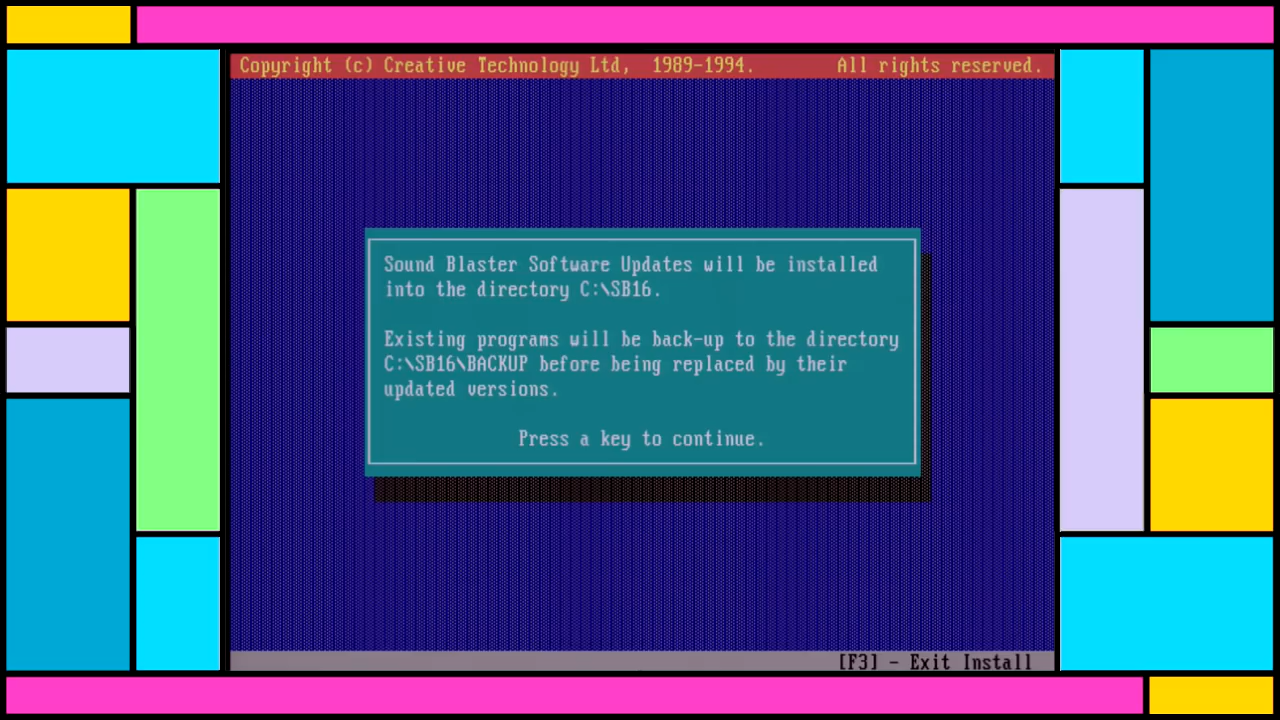 Copyright (c) Creative Technology Ltd, 1989-1994. All rights reserved.
Sound Blaster Software Updates will be installed
into the directory C:\SB16.
Existing programs will be back-up to the directory
C:\SB16\BACKUP before being replaced by their
updated versions.
Press a key to continue.
[F3] - Exit Install